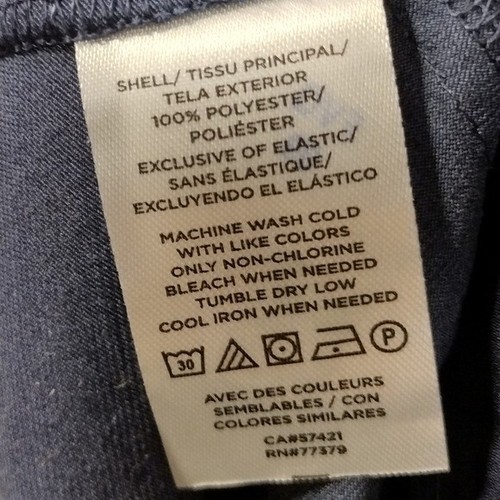 SHELL/ TISSU PRINCIPAL/
TELA EXTERIOR
100% POLYESTER/
POLIÉSTER
EXCLUSIVE OF ELASTIC/
SANS ÉLASTIQUE/
EXCLUYENDO EL ELÁSTICO
MACHINE WASH COLD
WITH LIKE COLORS
ONLY NON-CHLORINE
BLEACH WHEN NEEDED
TUMBLE DRY LOW
COOL IRON WHEN NEEDED
30 P
AVEC DES COULEURS
SEMBLABLES / CON
COLORES SIMILARES
CA#57421
RN#77379